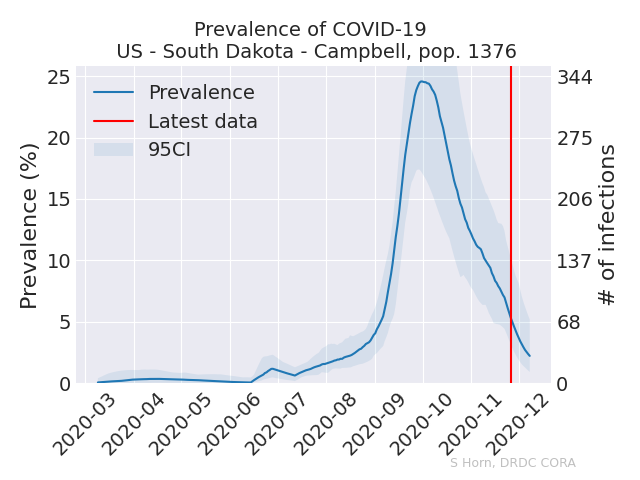 Prevalence of COVID-19
US - South Dakota - Campbell, pop. 1376
Prevalence
Latest data
95CI
Prevalence (%)
25
20
15
10
5
0
# of infections
344
275
206
137
68
0
2020-03
2020-04
2020-05
2020-06
2020-07
2020-08
2020-09
2020-10
2020-11
2020-12
S Horn, DRDC CORA